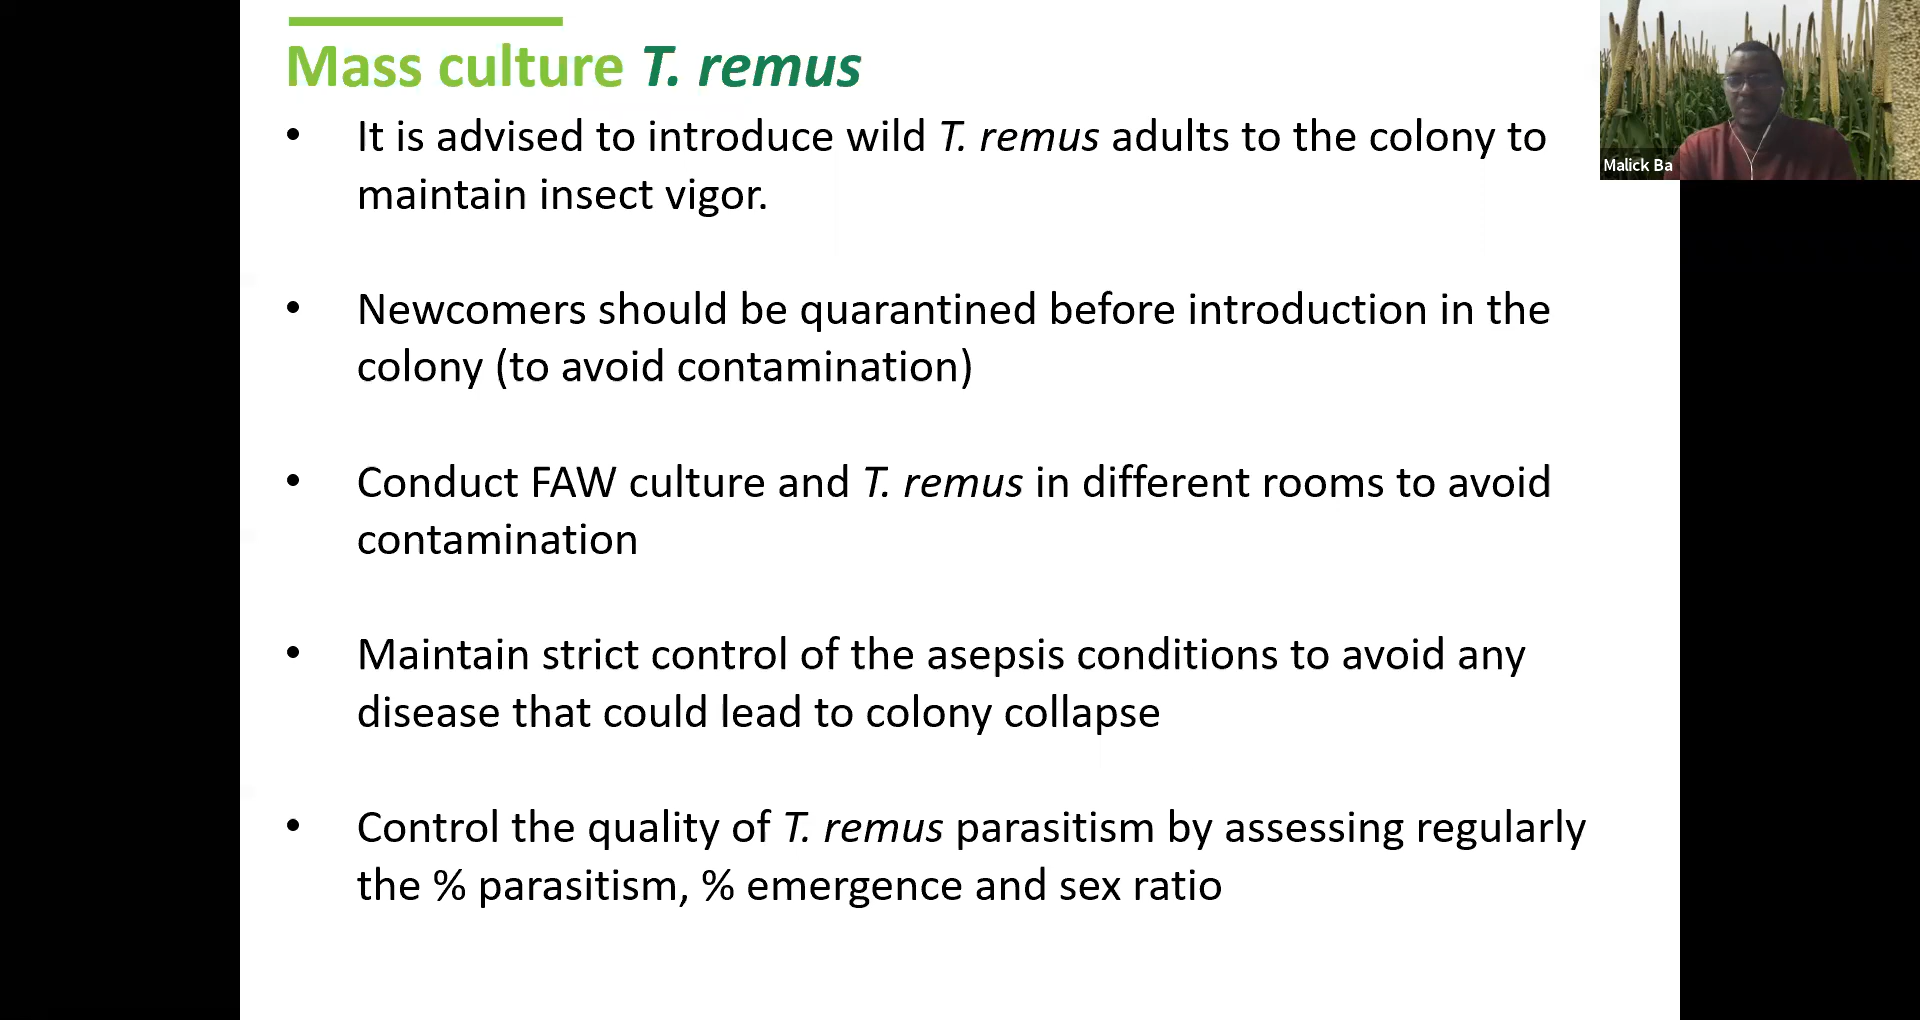 Mass culture T. remus
• It is advised to introduce wild T. remus adults to the colony to
maintain insect vigor.
• Newcomers should be quarantined before introduction in the
colony (to avoid contamination)
• Conduct FAW culture and T. remus in different rooms to avoid
contamination
• Maintain strict control of the asepsis conditions to avoid any
disease that could lead to colony collapse
• Control the quality of T. remus parasitism by assessing regularly
the % parasitism, % emergence and sex ratio
Malick Ba